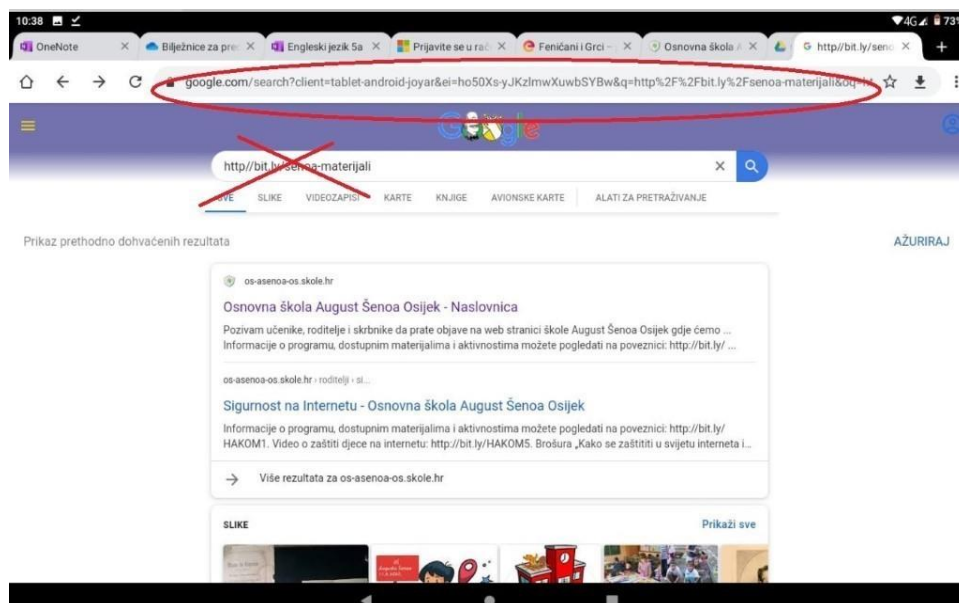 10:38 4G 73%
OneNote
Bilježnice za pre
Engleski jezik 5a
Prijavite se u rač
Feničani i Grci –
Osnovna škola A
http//bit.ly/seno
google.com/search?client=tablet-android-joyar&ei=ho50Xs-yJKzlmwXuwbSYBw&q=http%2F%2Fbit.ly%2Fsenoa-materijali&oq=ht
Google
http//bit.ly/senoa-materijali
SVE SLIKE VIDEOZAPISI KARTE KNJIGE AVIONSKE KARTE ALATI ZA PRETRAŽIVANJE
Prikaz prethodno dohvaćenih rezultata AŽURIRAJ
os-asenoa-os.skole.hr
Osnovna škola August Šenoa Osijek - Naslovnica
Pozivam učenike, roditelje i skrbnike da prate objave na web stranici škole August Šenoa Osijek gdje ćemo ...
Informacije o programu, dostupnim materijalima i aktivnostima možete pogledati na poveznici: http://bit.ly/ ...
os-asenoa-os.skole.hr › roditelji › si...
Sigurnost na Internetu - Osnovna škola August Šenoa Osijek
Informacije o programu, dostupnim materijalima i aktivnostima možete pogledati na poveznici: http://bit.ly/
HAKOM1. Video o zaštiti djece na internetu: http://bit.ly/HAKOM5. Brošura „Kako se zaštititi u svijetu interneta i...
Više rezultata za os-asenoa-os.skole.hr
SLIKE Prikaži sve